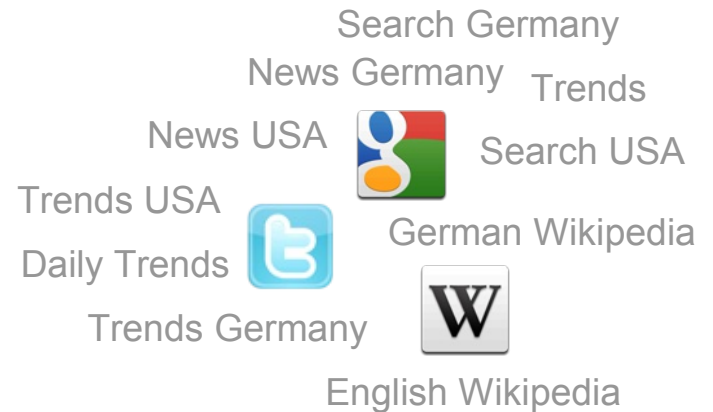 Search Germany
News Germany
Trends
News USA
g
Search USA
Trends USA
German Wikipedia
t
Daily Trends
W
Trends Germany
English Wikipedia